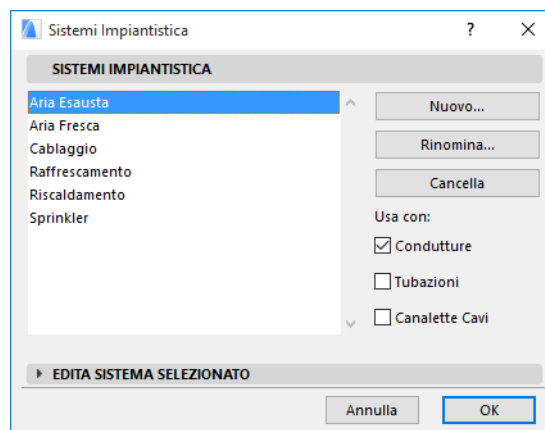 Sistemi Impiantistica
?
SISTEMI IMPIANTISTICA
Aria Esausta
Aria Fresca
Cablaggio
Raffrescamento
Riscaldamento
Sprinkler
Nuovo...
Rinomina...
Cancella
Usa con:
Condutture
Tubazioni
Canalette Cavi
EDITA SISTEMA SELEZIONATO
Annulla
OK